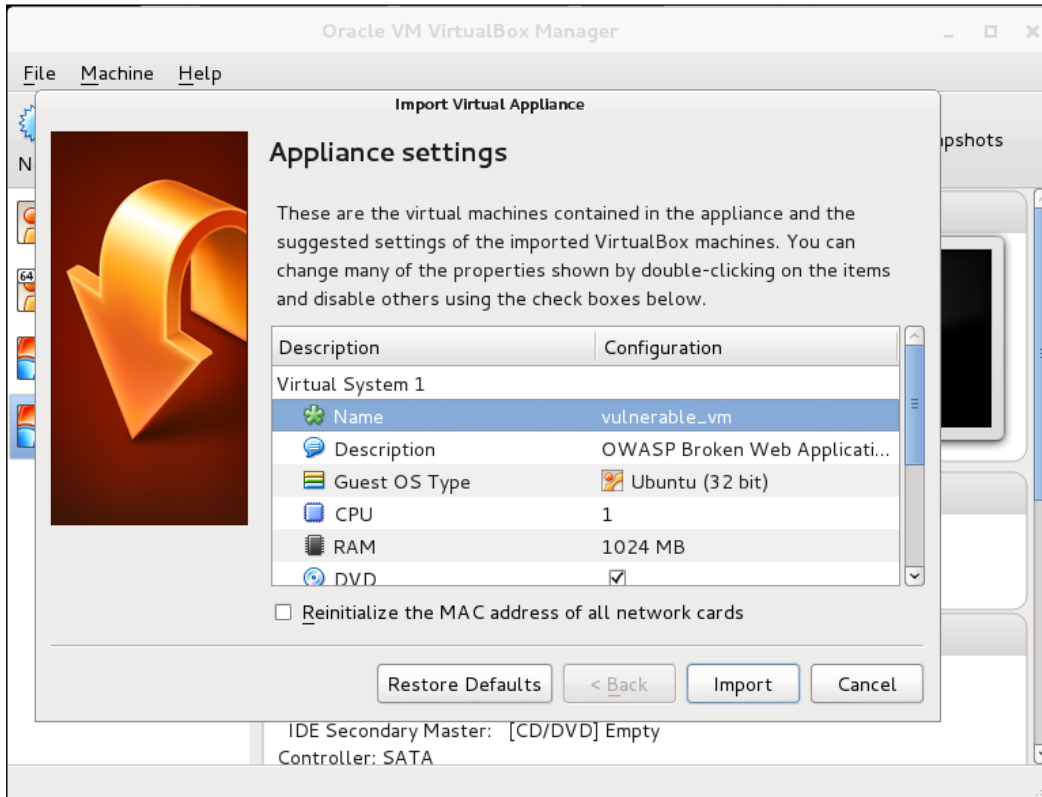 Oracle VM VirtualBox Manager
File Machine Help
Import Virtual Appliance
Appliance settings
N
pshots
These are the virtual machines contained in the appliance and the
suggested settings of the imported VirtualBox machines. You can
change many of the properties shown by double-clicking on the items
and disable others using the check boxes below.
64
Description Configuration
Virtual System 1
Name vulnerable_vm
Description OWASP Broken Web Applicati...
Guest OS Type Ubuntu (32 bit)
CPU 1
RAM 1024 MB
DVD
Reinitialize the MAC address of all network cards
Restore Defaults < Back Import Cancel
IDE Secondary Master: [CD/DVD] Empty
Controller: SATA